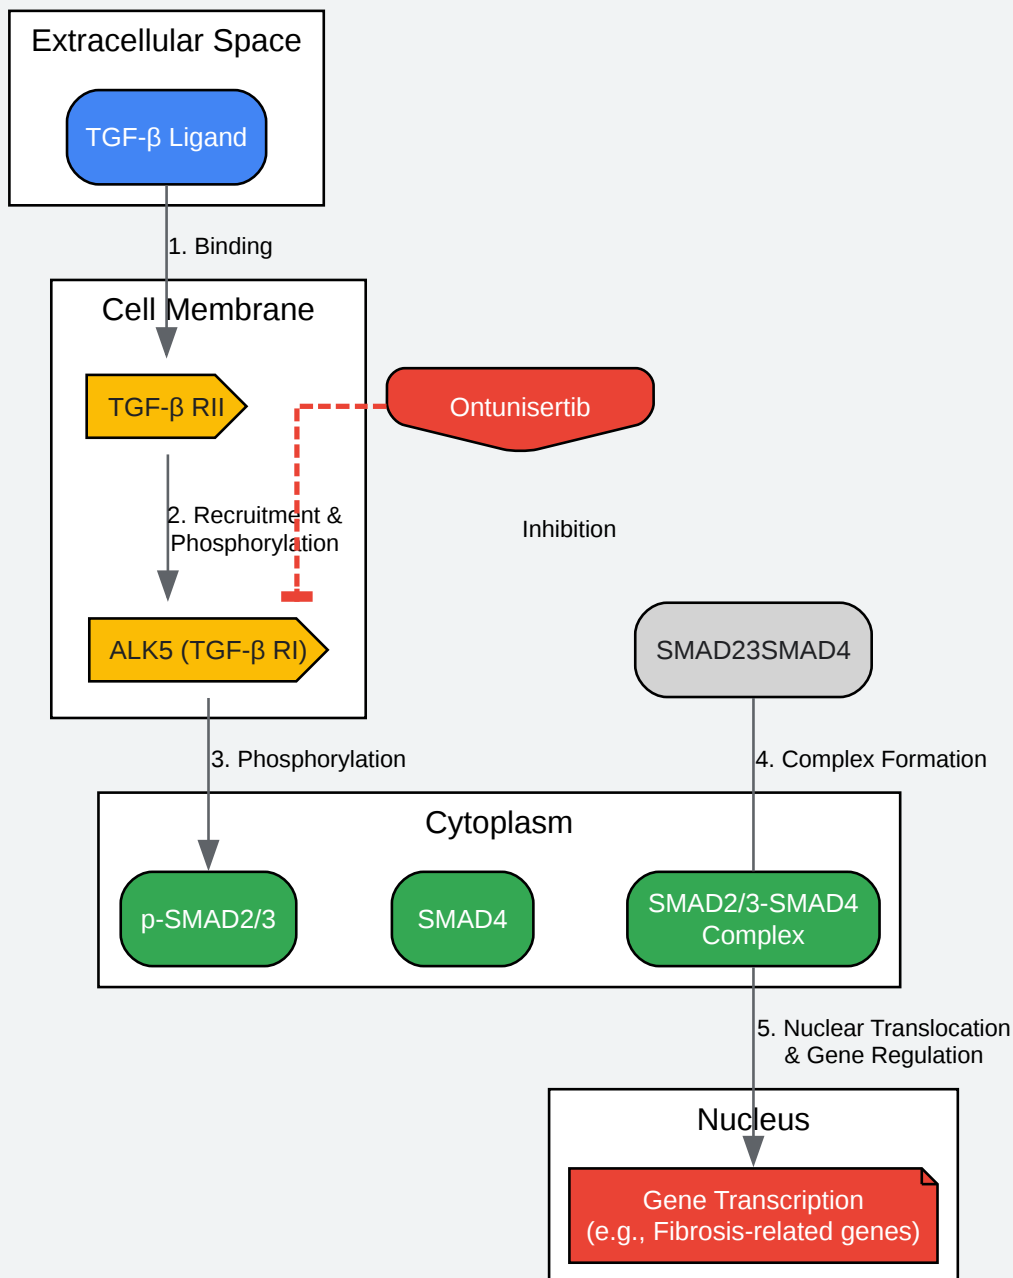 Extracellular Space
TGF-β Ligand
1. Binding
Cell Membrane
TGF-β RII
Ontunisertib
2. Recruitment &
Phosphorylation
Inhibition
ALK5 (TGF-β RI)
SMAD23SMAD4
3. Phosphorylation
4. Complex Formation
Cytoplasm
p-SMAD2/3
SMAD4
SMAD2/3-SMAD4
Complex
5. Nuclear Translocation
& Gene Regulation
Nucleus
Gene Transcription
(e.g., Fibrosis-related genes)